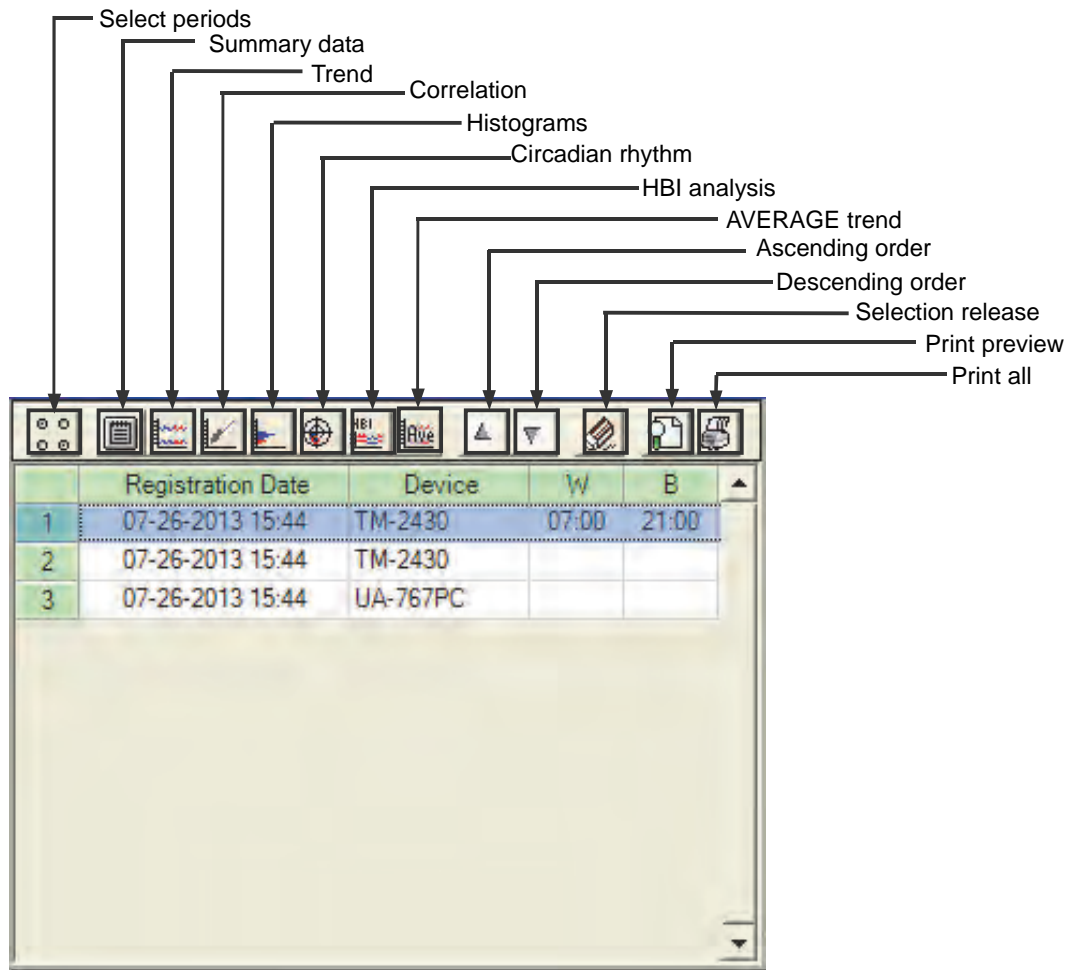 Select periods
Summary data
Trend
Correlation
Histograms
Circadian rhythm
HBI analysis
AVERAGE trend
Ascending order
Descending order
Selection release
Print preview
Print all
HBI Ave
Registration Date Device W B
1 07-26-2013 15:44 TM-2430 07:00 21:00
2 07-26-2013 15:44 TM-2430
3 07-26-2013 15:44 UA-767PC